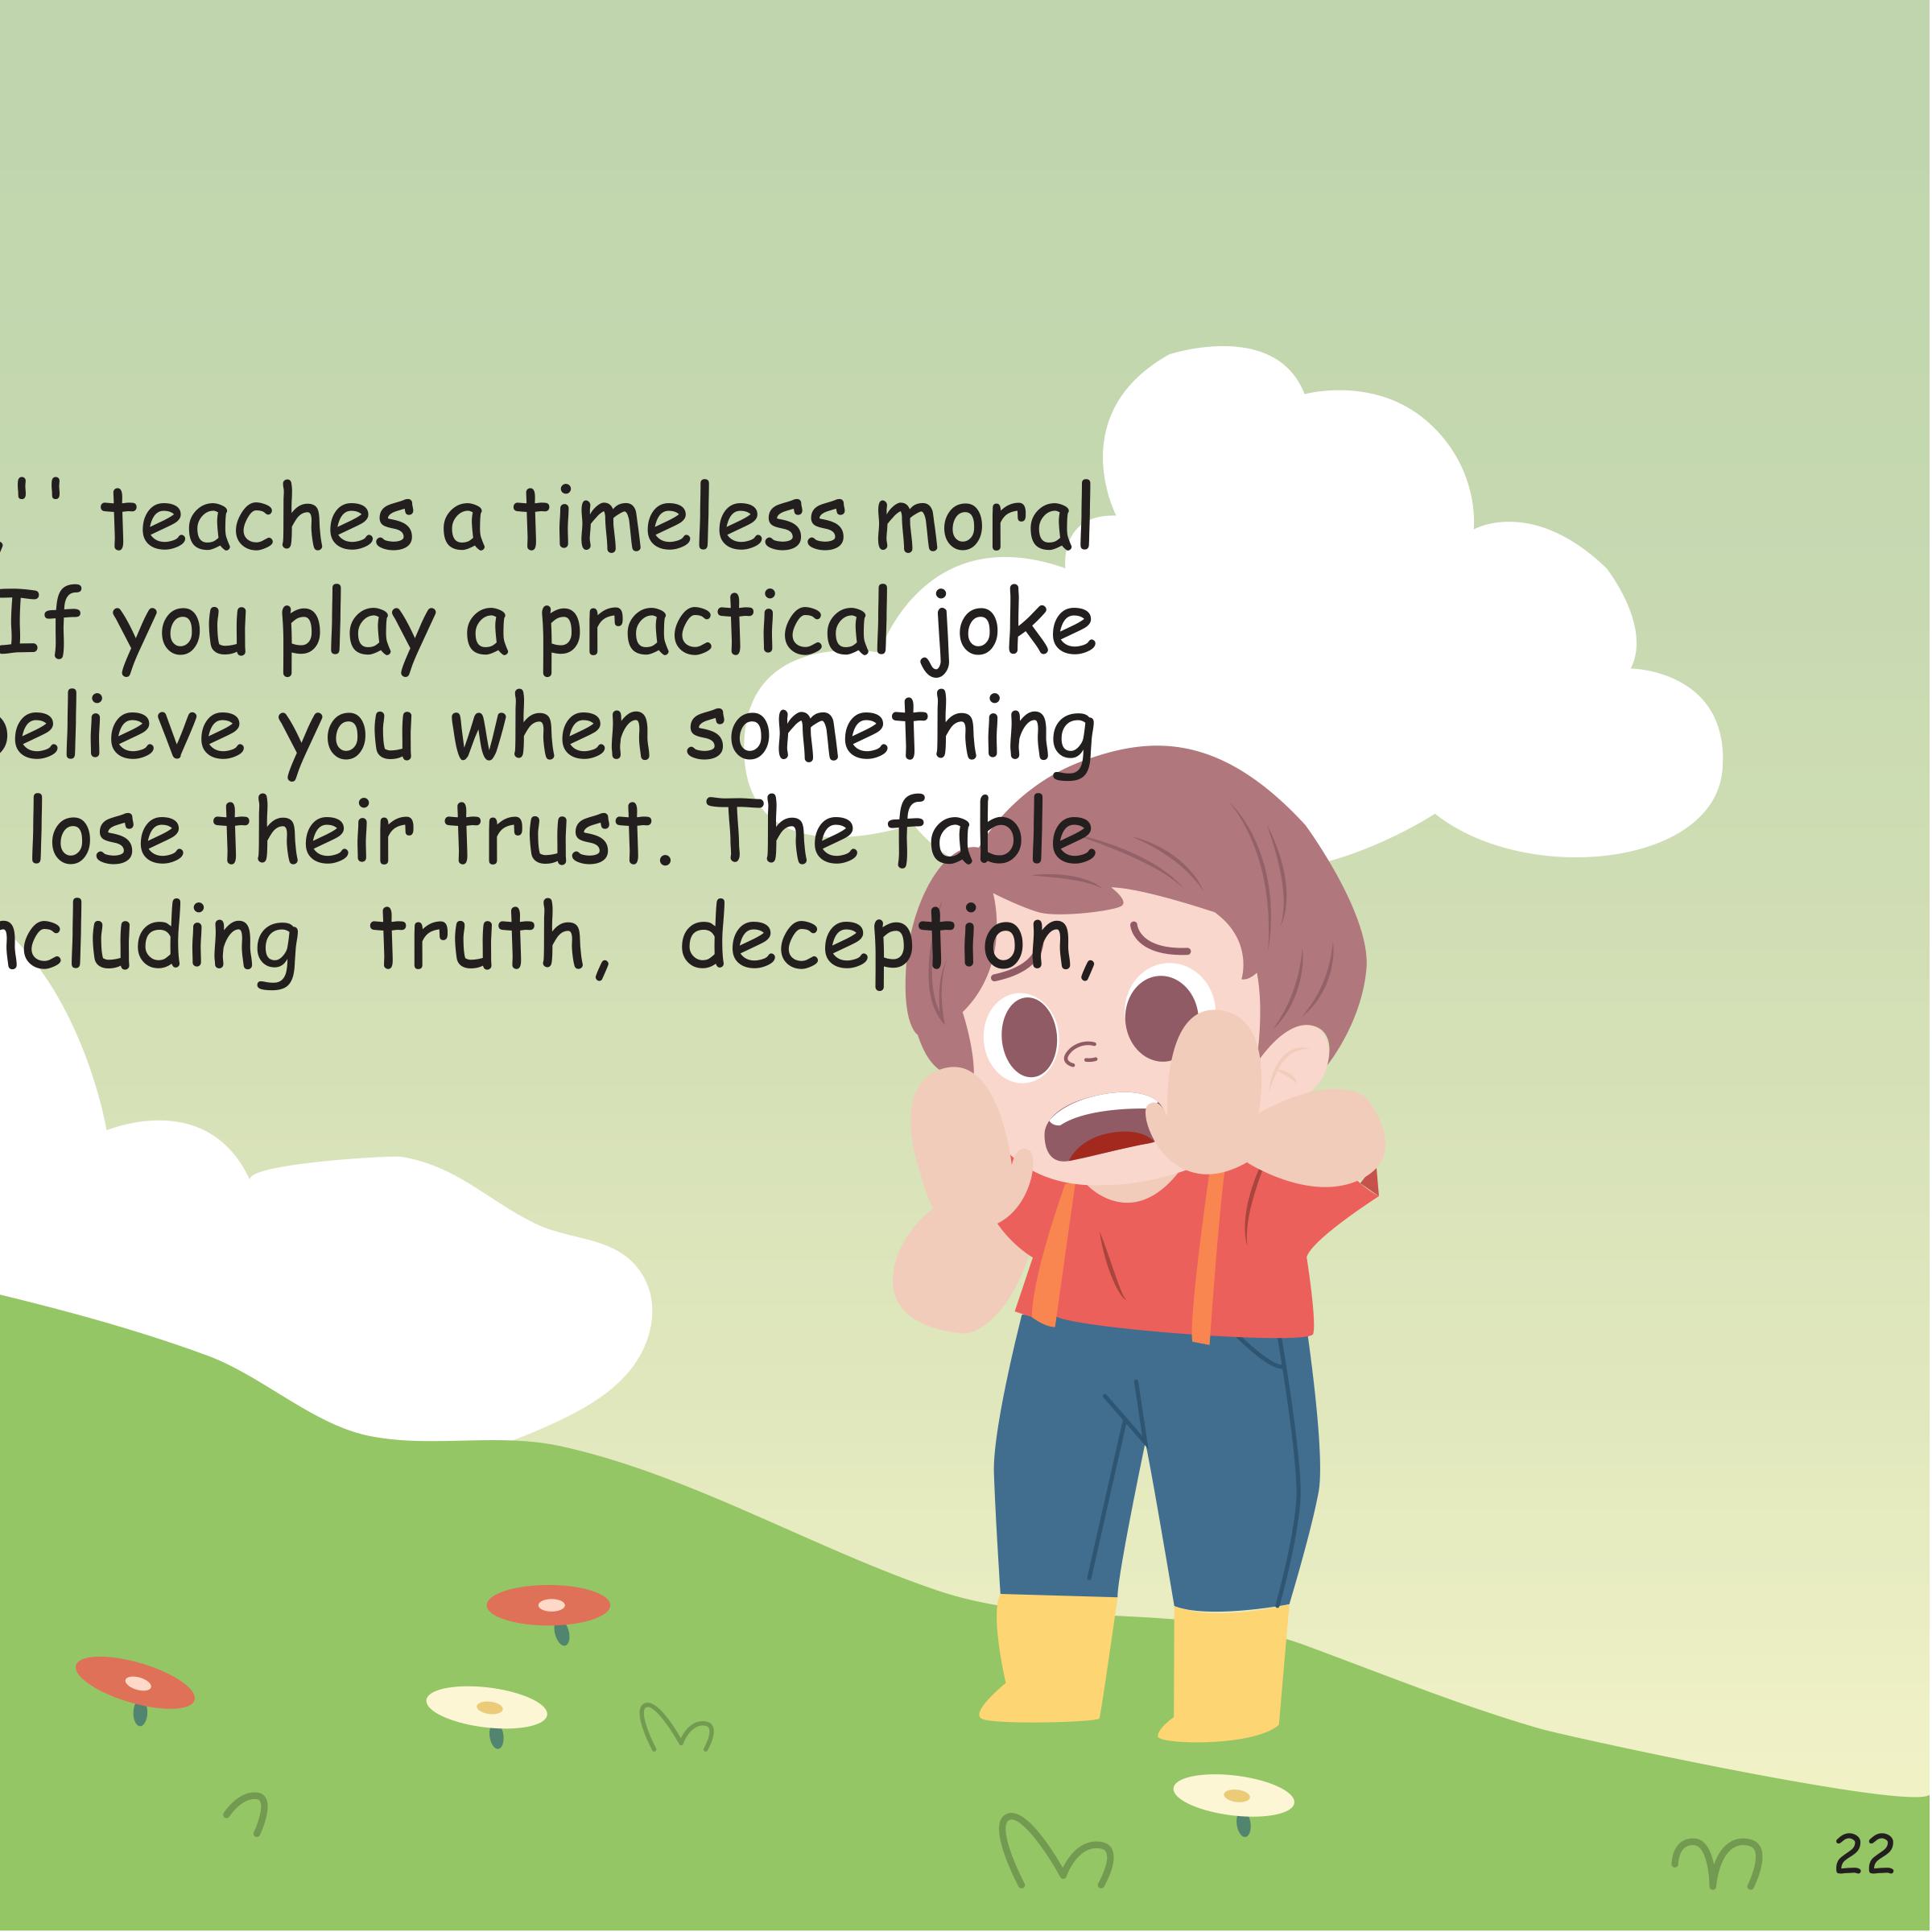 " teaches a timeless moral
If you play a practical joke
believe you when something
lose their trust. The fable
cluding truth, deception,
22